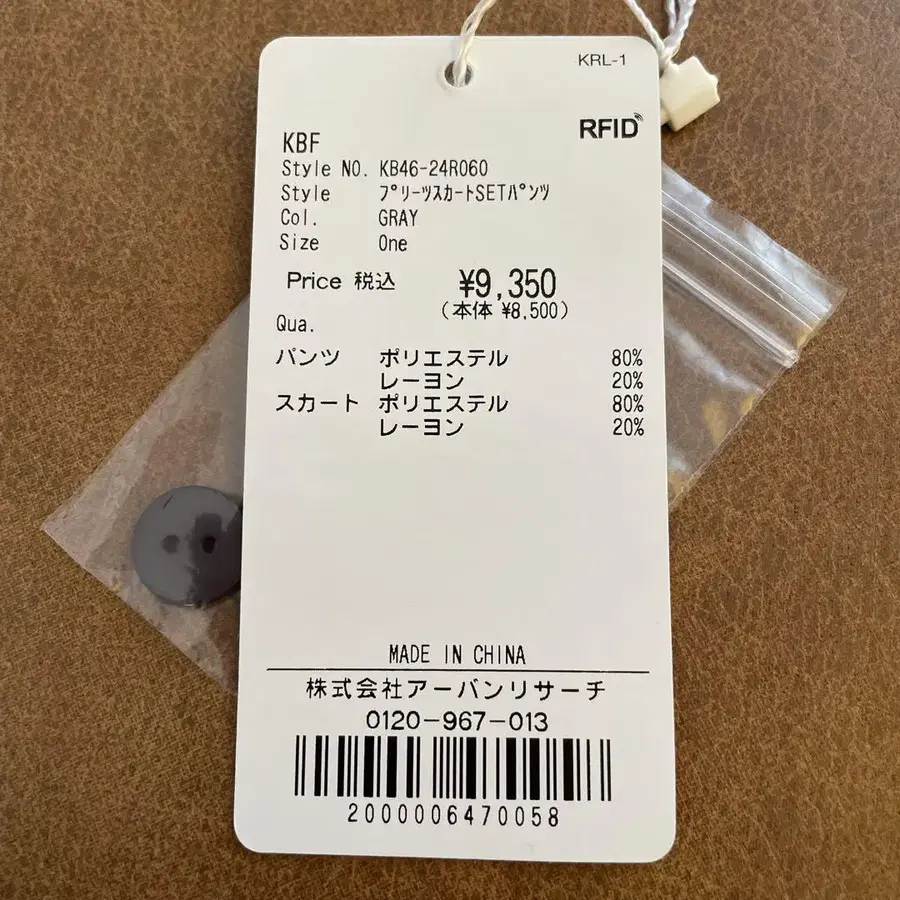 KRL-1
RFID
KBF
Style NO. KB46-24R060
Style ﾌﾟﾘｰﾂｽｶｰﾄSETﾊﾟﾝﾂ
Col. GRAY
Size One
Price 税込 ¥9,350
(本体 ¥8,500)
Qua.
パンツ ポリエステル 80%
レーヨン 20%
スカート ポリエステル 80%
レーヨン 20%
MADE IN CHINA
株式会社アーバンリサーチ
0120-967-013
2000006470058